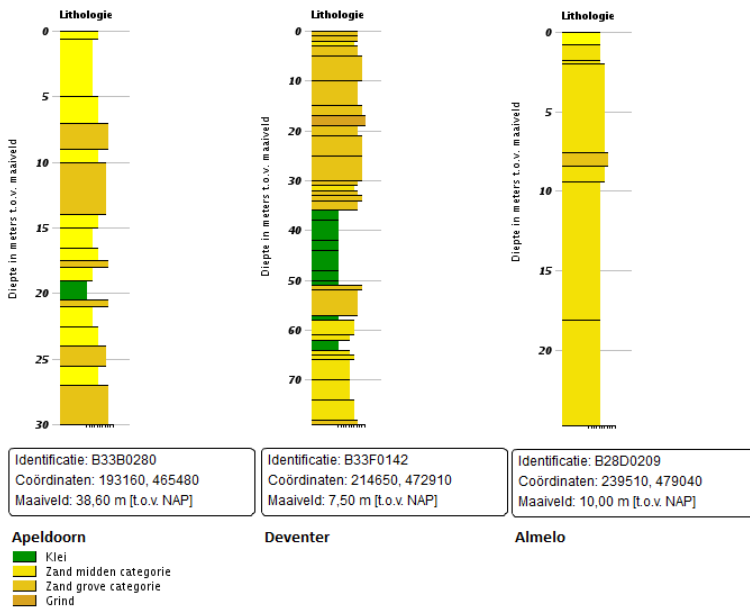 Lithologie
Diepte in meters t.o.v. maaiveld
0
5
10
15
20
25
30
Lithologie
Diepte in meters t.o.v. maaiveld
0
10
20
30
40
50
60
70
Lithologie
Diepte in meters t.o.v. maaiveld
0
10
15
20
Identificatie: B33B0280
Coördinaten: 193160, 465480
Maaiveld: 38,60 m [t.o.v. NAP]
Identificatie: B33F0142
Coördinaten: 214650, 472910
Maaiveld: 7,50 m [t.o.v. NAP]
Identificatie: B28D0209
Coördinaten: 239510, 479040
Maaiveld: 10,00 m [t.o.v. NAP]
Apeldoorn
Deventer
Almelo
Klei
Zand midden categorie
Zand grove categorie
Grind